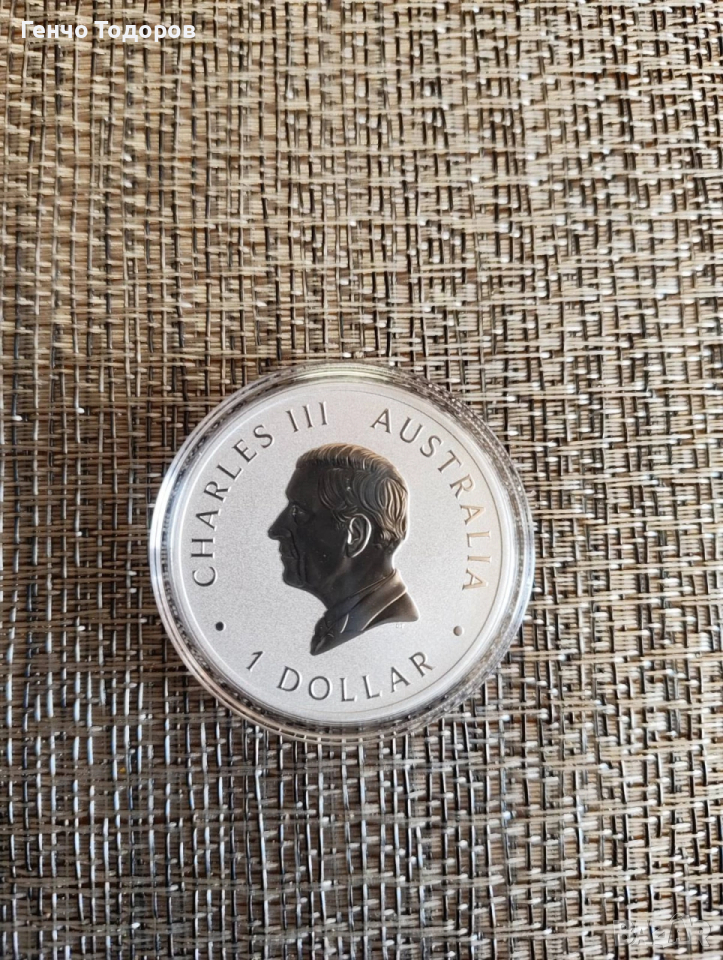 Генчо Тодоров
CHARLES III AUSTRALIA
1 DOLLAR